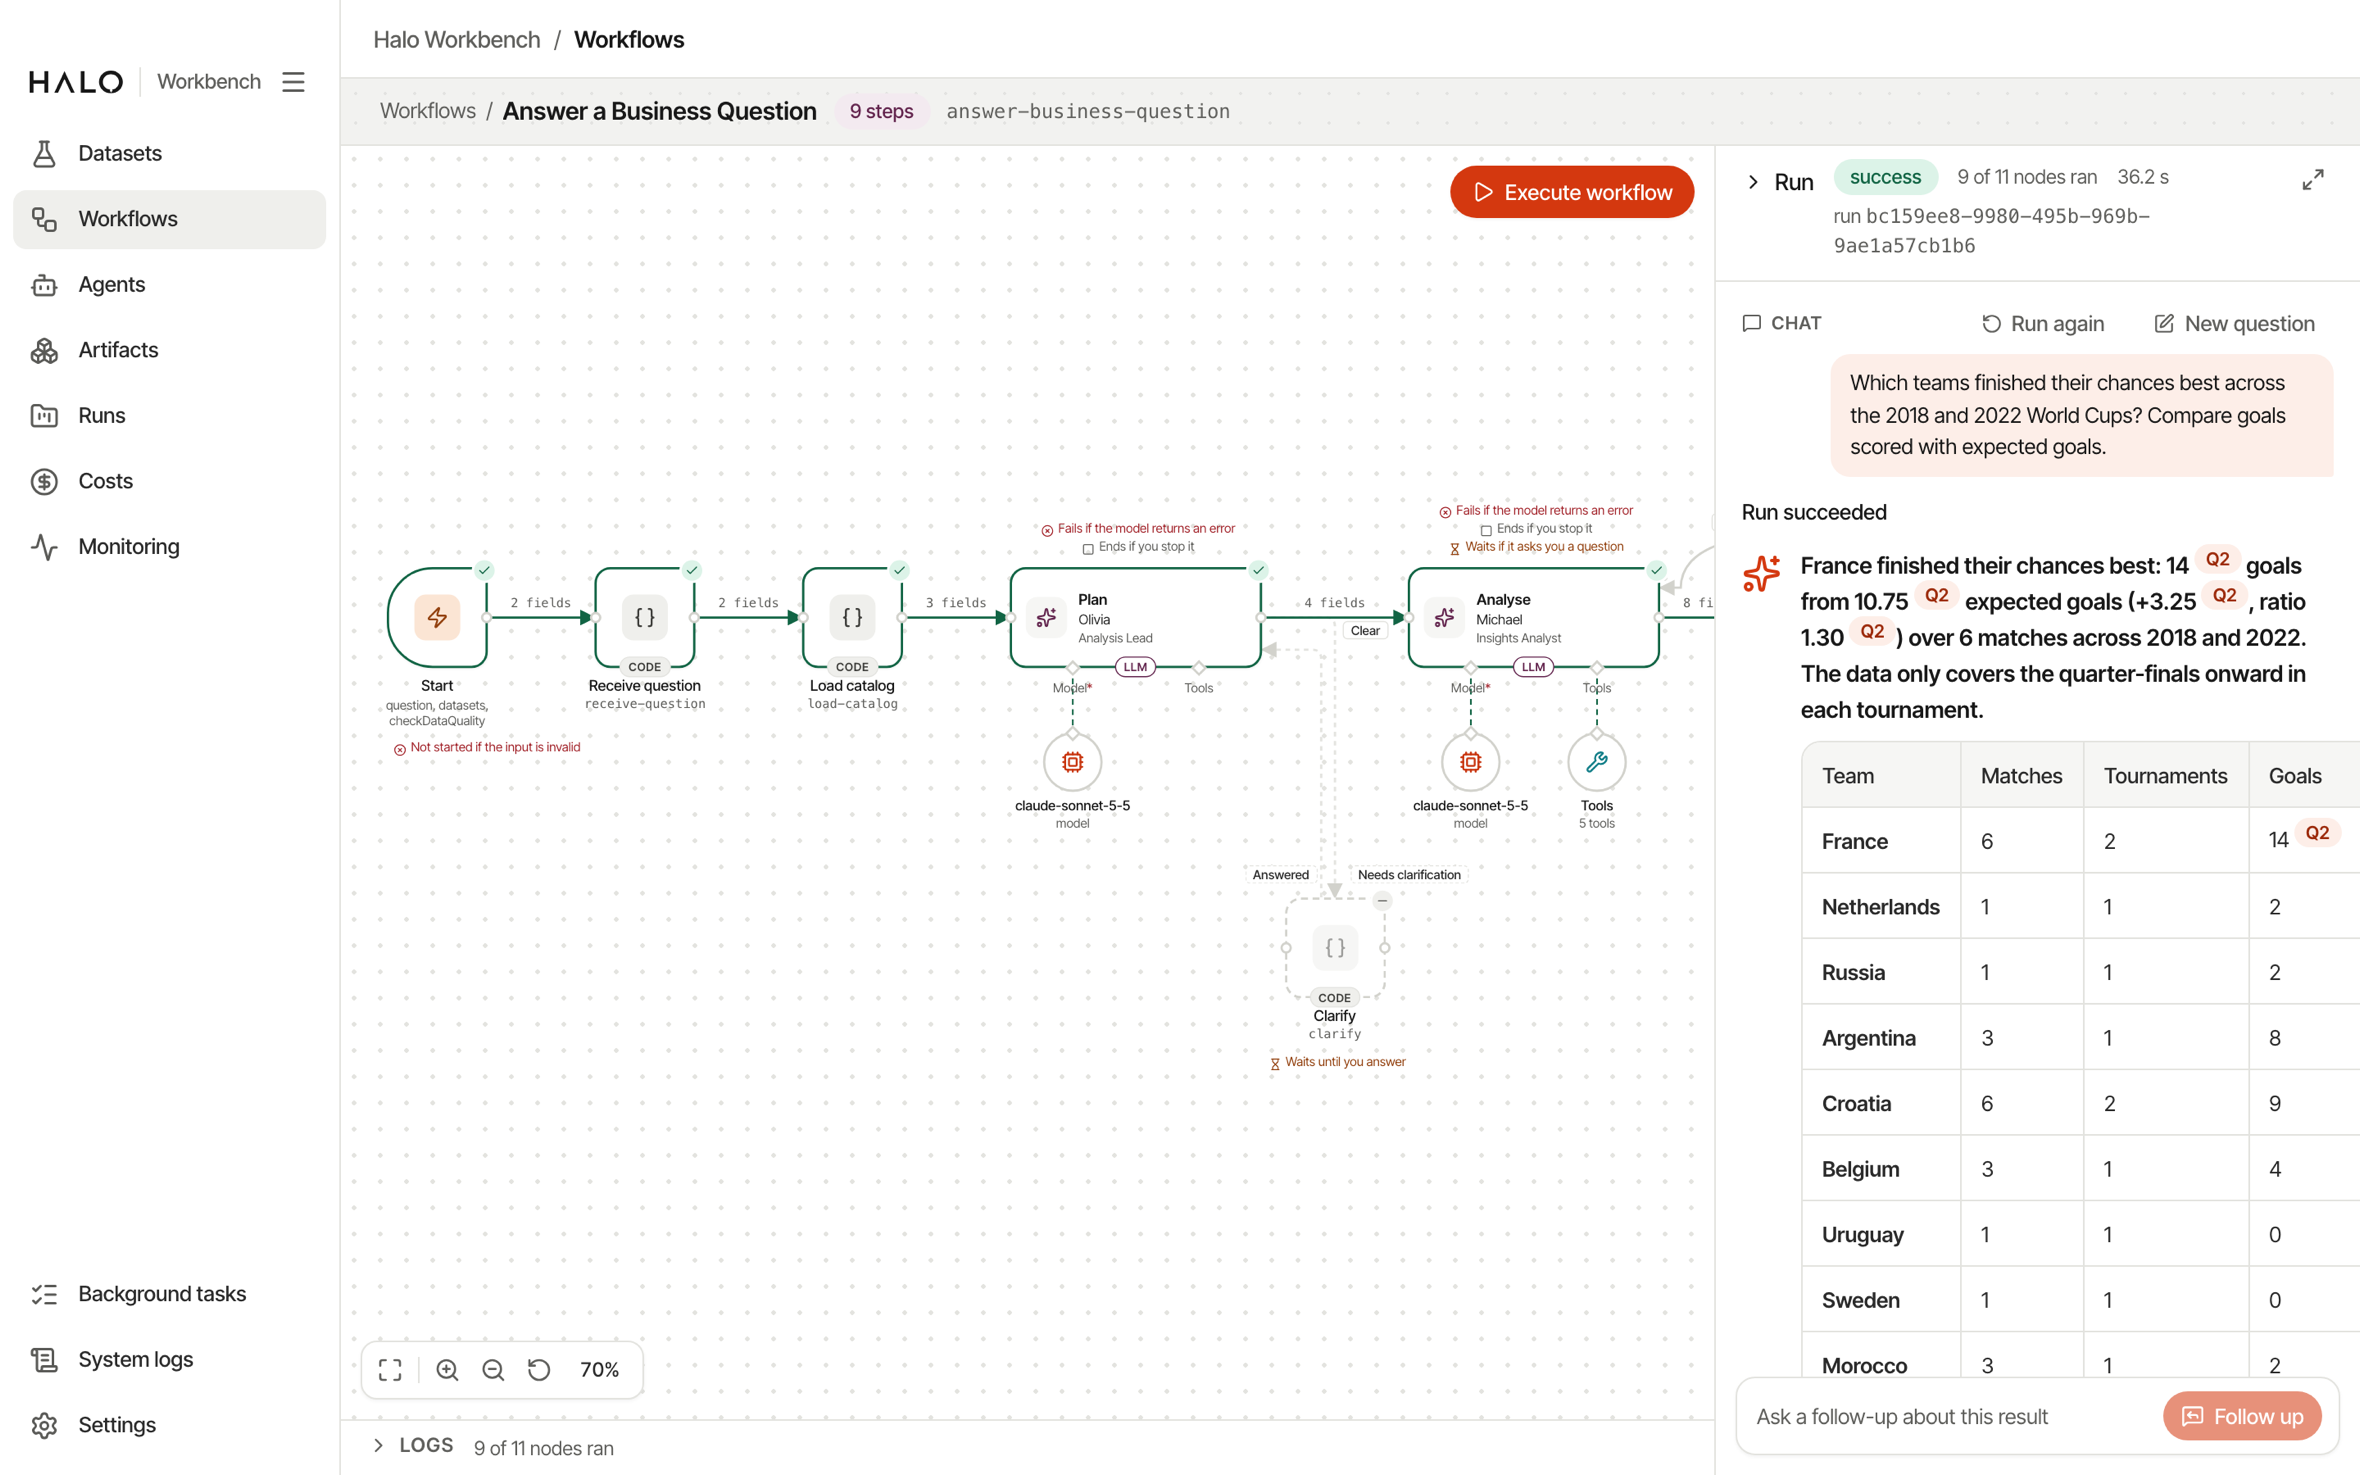 HALO Workbench
Datasets
Workflows
Agents
Artifacts
Runs
Costs
Monitoring
Background tasks
System logs
Settings
Halo Workbench / Workflows
Workflows / Answer a Business Question 9 steps answer-business-question
Execute workflow
Start
question, datasets,
checkDataQuality
Not started if the input is invalid
2 fields
{}
CODE
Receive question
receive-question
2 fields
{}
CODE
Load catalog
load-catalog
3 fields
Fails if the model returns an error
Ends if you stop it
Plan
Olivia
Analysis Lead
LLM
Model*
Tools
claude-sonnet-5-5
model
4 fields
Clear
Fails if the model returns an error
Ends if you stop it
Waits if it asks you a question
Analyse
Michael
Insights Analyst
LLM
Model*
Tools
claude-sonnet-5-5
model
Tools
5 tools
8 fi
Answered
Needs clarification
{}
CODE
Clarify
clarify
Waits until you answer
70%
LOGS 9 of 11 nodes ran
Run success 9 of 11 nodes ran 36.2 s
run bc159ee8-9980-495b-969b-
9ae1a57cb1b6
CHAT Run again New question
Which teams finished their chances best across
the 2018 and 2022 World Cups? Compare goals
scored with expected goals.
Run succeeded
France finished their chances best: 14 Q2 goals
from 10.75 Q2 expected goals (+3.25 Q2 , ratio
1.30 Q2 ) over 6 matches across 2018 and 2022.
The data only covers the quarter-finals onward in
each tournament.
Team Matches Tournaments Goals
France 6 2 14 Q2
Netherlands 1 1 2
Russia 1 1 2
Argentina 3 1 8
Croatia 6 2 9
Belgium 3 1 4
Uruguay 1 1 0
Sweden 1 1 0
Morocco 3 1 2
Ask a follow-up about this result Follow up